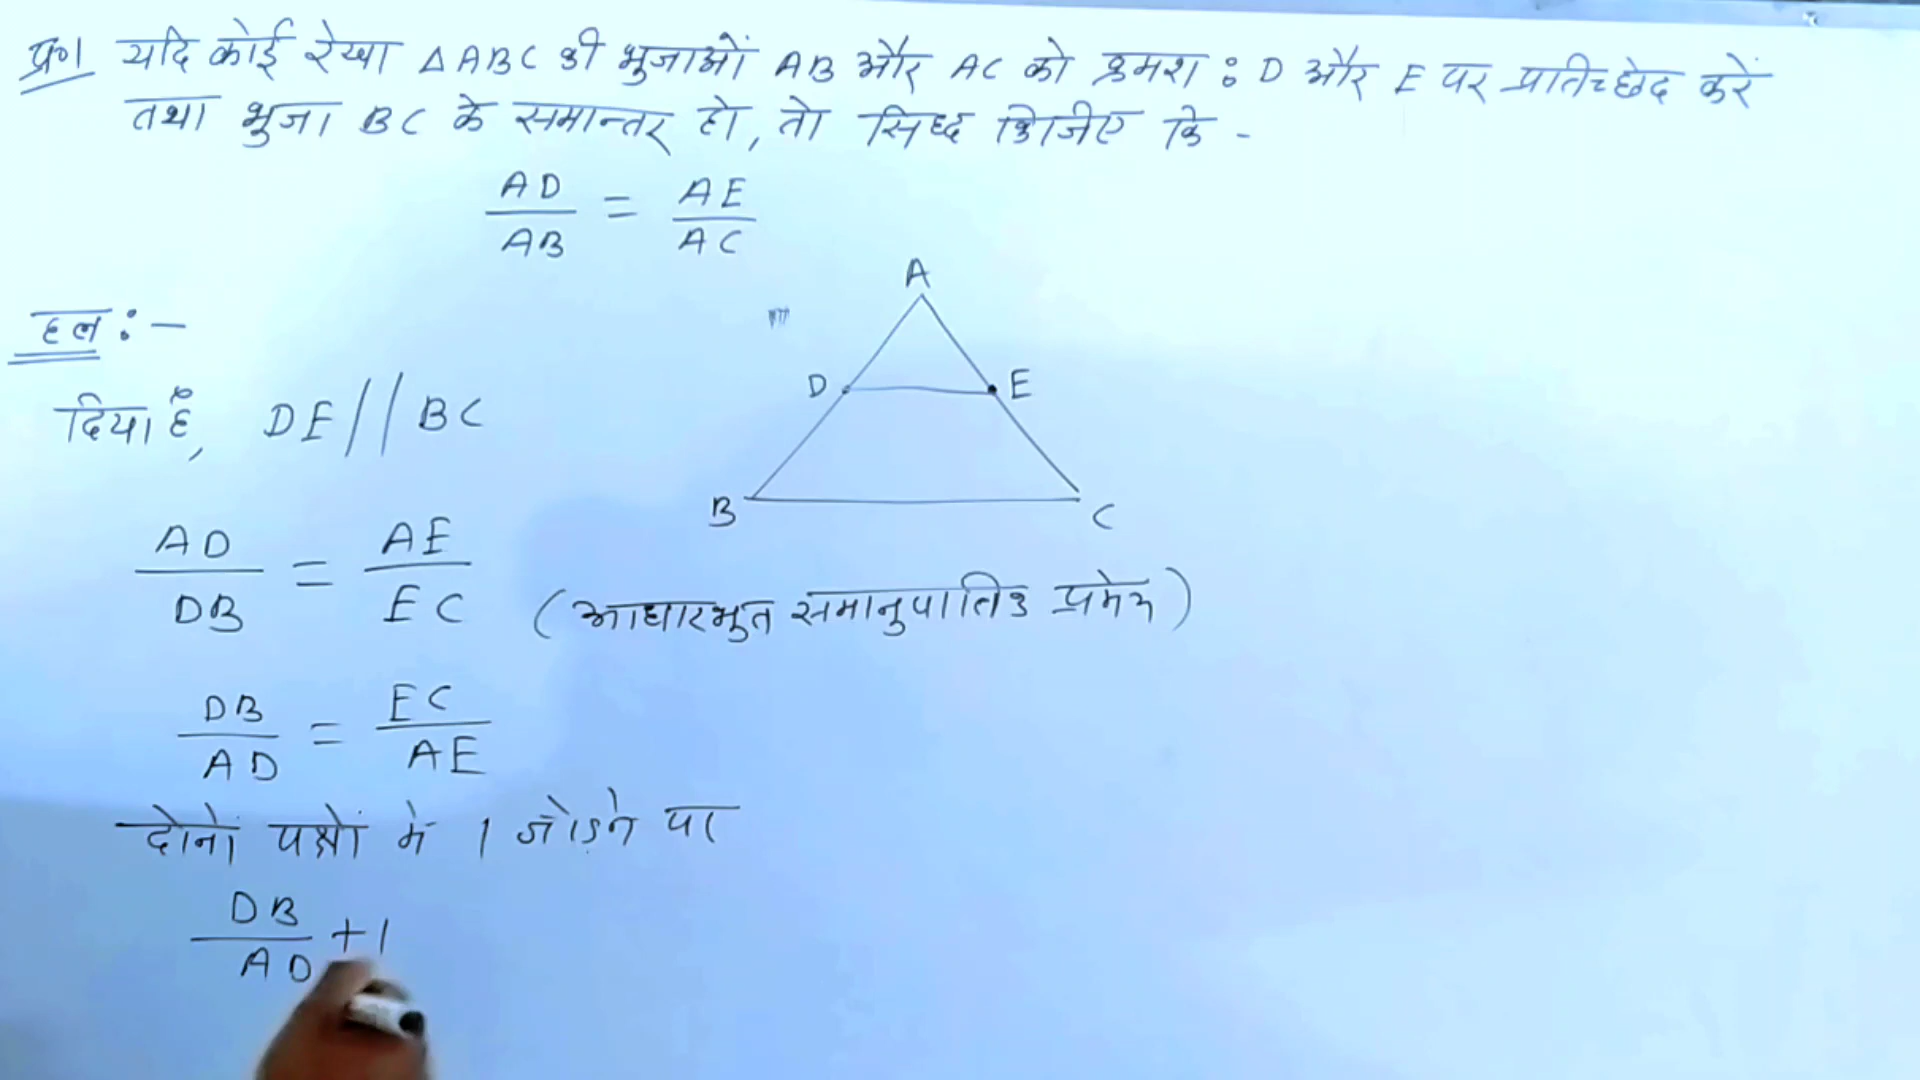 प्र०1 यदि कोई रेखा △ABC की भुजाओं AB और AC को क्रमश : D और E पर प्रतिच्छेद करें
तथा भुजा BC के समान्तर हो, तो सिध्द किजिए कि -
AD/AB = AE/AC
हल :-
A
D E
दिया है, DE // BC
B C
AD/DB = AE/EC (आधारभुत समानुपातिक प्रमेय)
DB/AD = EC/AE
दोनों पक्षों में 1 जोड़ने पर
DB/AD + 1